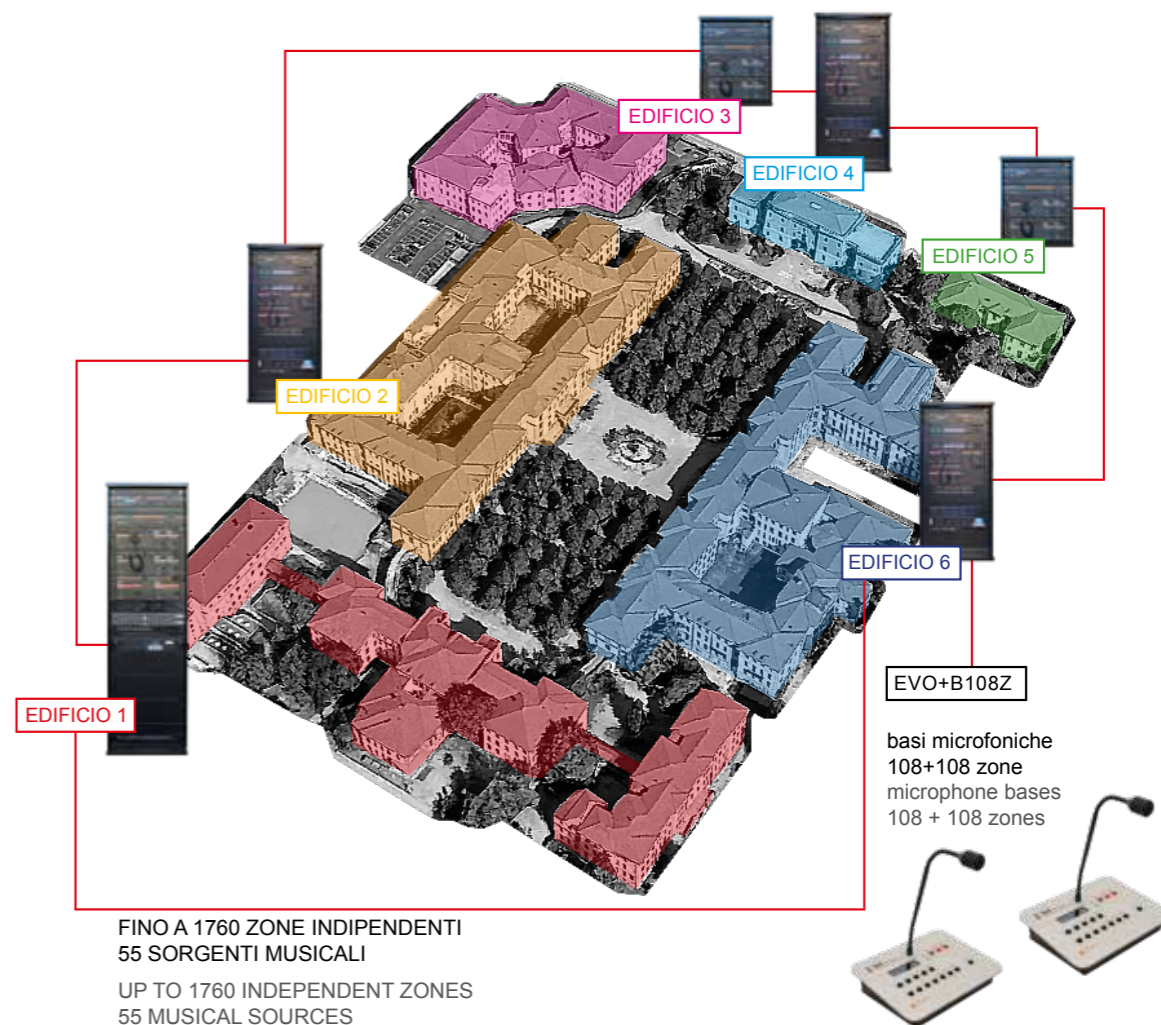 EDIFICIO 3
EDIFICIO 4
EDIFICIO 5
EDIFICIO 2
EDIFICIO 6
EVO+B108Z
EDIFICIO 1
basi microfoniche
108+108 zone
microphone bases
108 + 108 zones
FINO A 1760 ZONE INDIPENDENTI
55 SORGENTI MUSICALI
UP TO 1760 INDEPENDENT ZONES
55 MUSICAL SOURCES